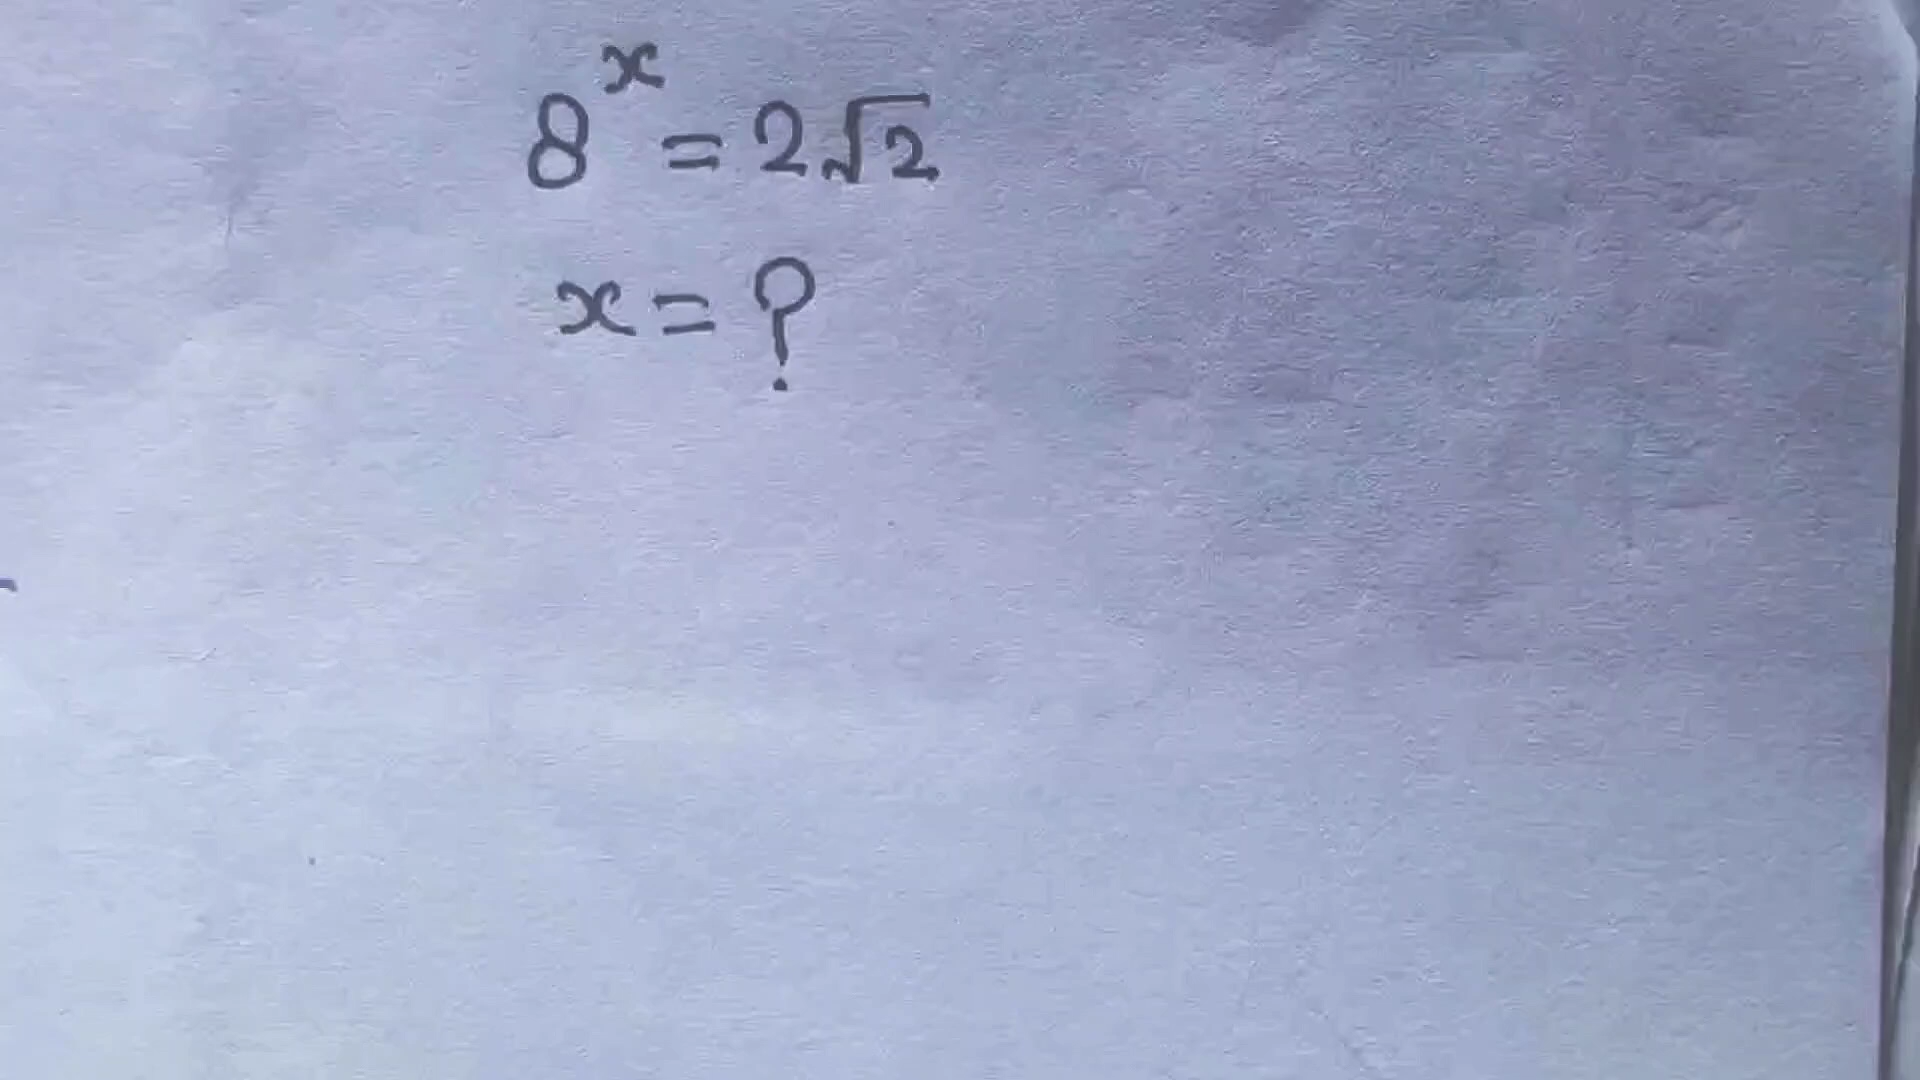 8^x = 2√2
x = ?